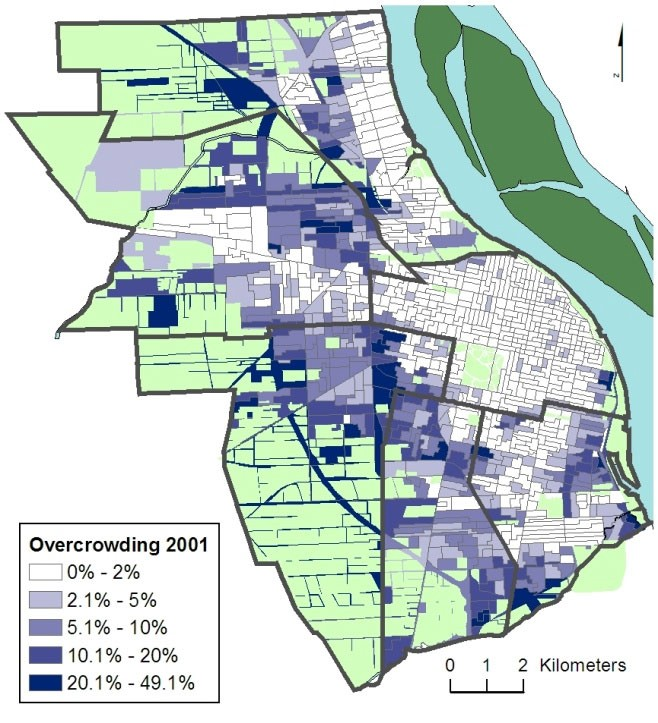 z
Overcrowding 2001
0% - 2%
2.1% - 5%
5.1% - 10%
10.1% - 20%
20.1% - 49.1%
0 1 2 Kilometers